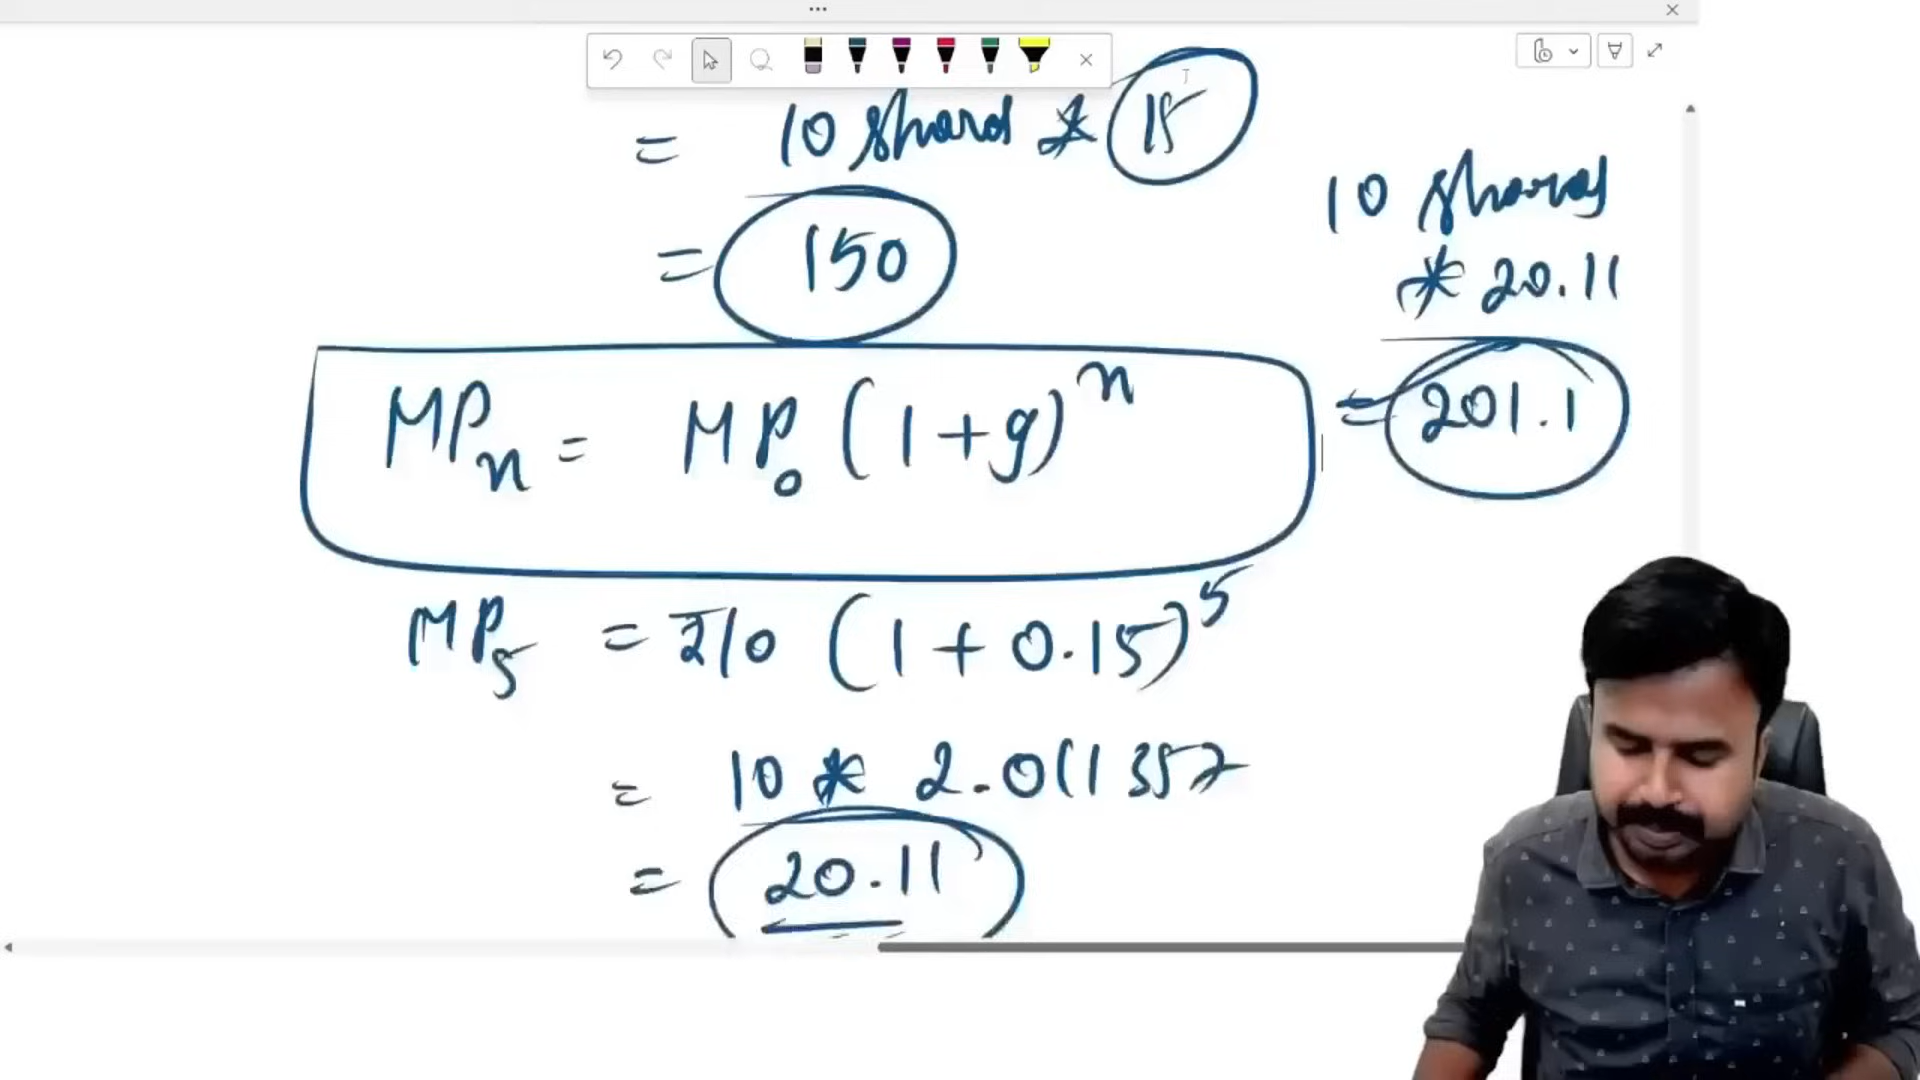 = 10 shares * 15
= 150
10 shares
* 20.11
= 201.1
MPn = MP0 (1+g)^n
MP5 = ₹10 (1 + 0.15)^5
= 10 * 2.011357
= 20.11